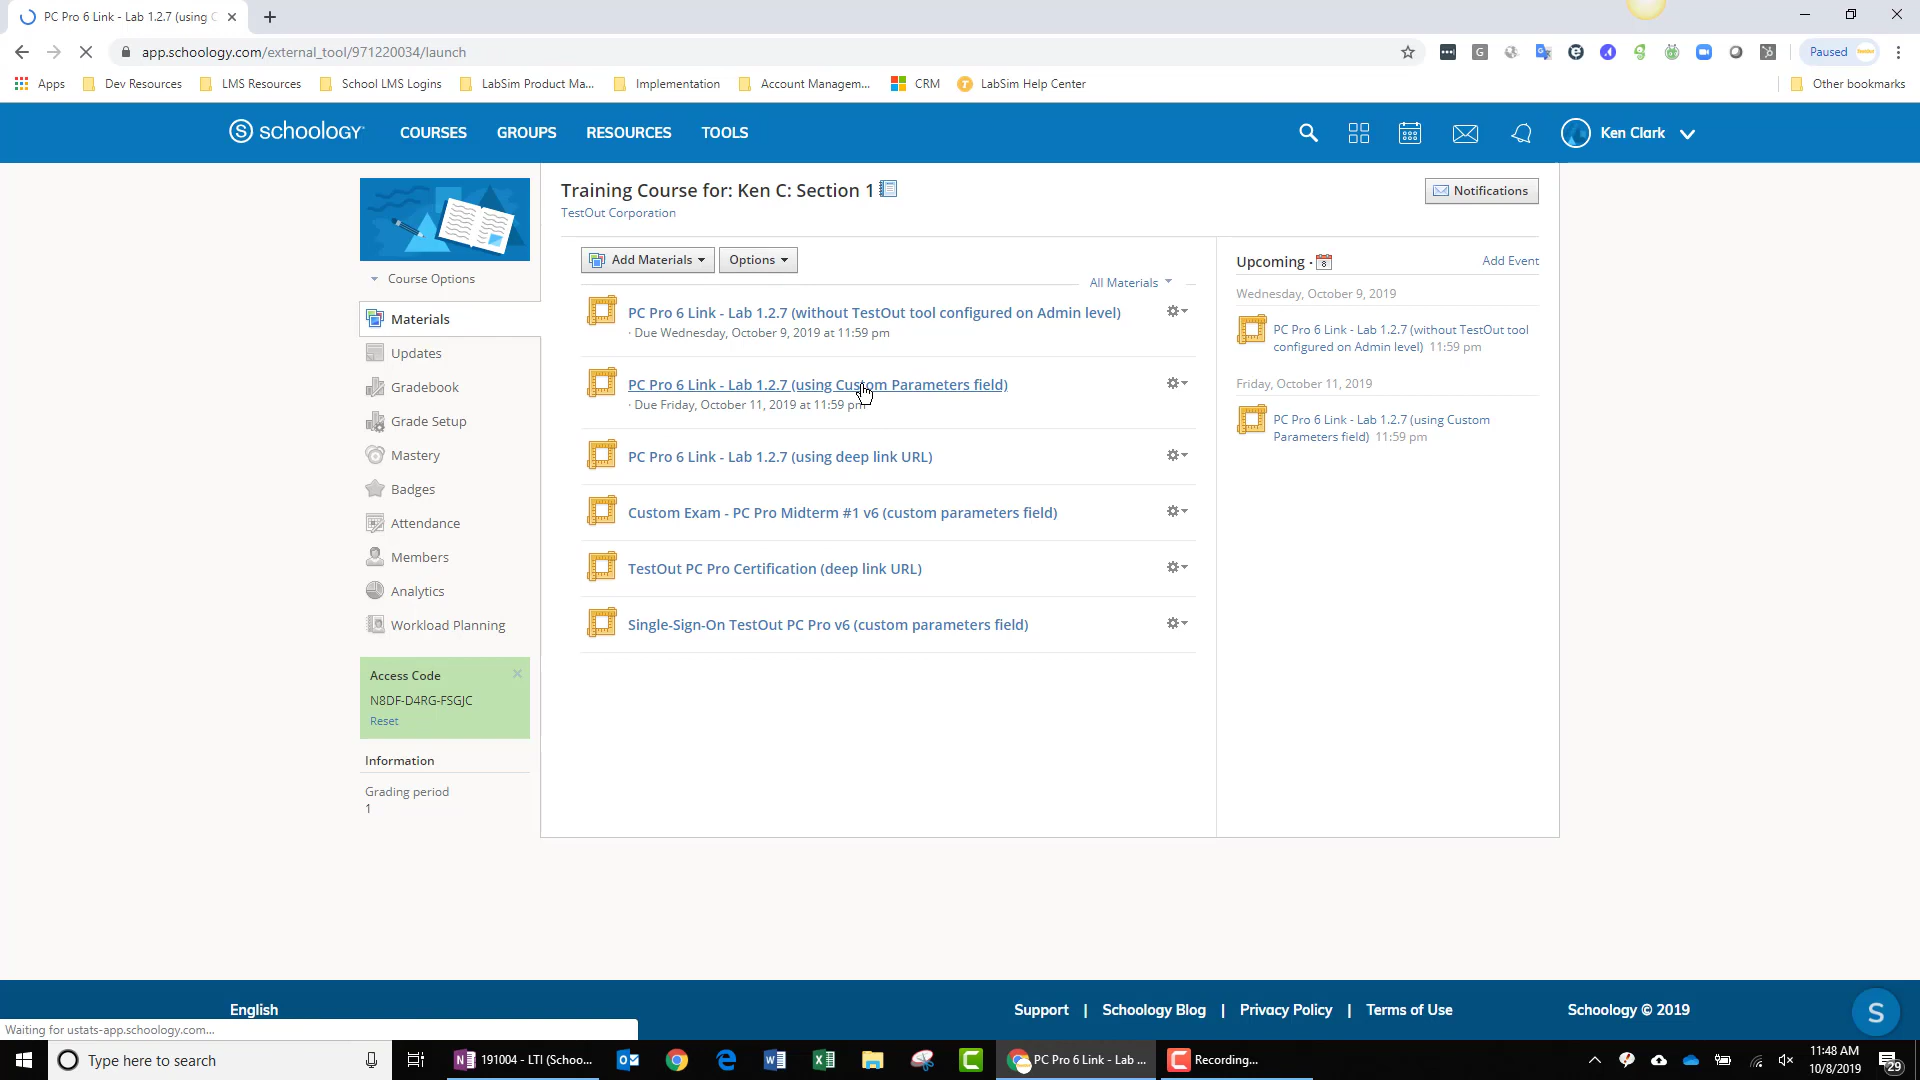 PC Pro 6 Link - Lab 1.2.7 (using C
app.schoology.com/external_tool/971220034/launch
Paused
Apps
Dev Resources
LMS Resources
School LMS Logins
LabSim Product Ma...
Implementation
Account Managem...
CRM
LabSim Help Center
Other bookmarks
schoology
COURSES
GROUPS
RESOURCES
TOOLS
Ken Clark
Course Options
Materials
Updates
Gradebook
Grade Setup
Mastery
Badges
Attendance
Members
Analytics
Workload Planning
Access Code
N8DF-D4RG-FSGJC
Reset
Information
Grading period
1
Training Course for: Ken C: Section 1
TestOut Corporation
Notifications
Add Materials
Options
All Materials
PC Pro 6 Link - Lab 1.2.7 (without TestOut tool configured on Admin level)
· Due Wednesday, October 9, 2019 at 11:59 pm
PC Pro 6 Link - Lab 1.2.7 (using Custom Parameters field)
· Due Friday, October 11, 2019 at 11:59 pm
PC Pro 6 Link - Lab 1.2.7 (using deep link URL)
Custom Exam - PC Pro Midterm #1 v6 (custom parameters field)
TestOut PC Pro Certification (deep link URL)
Single-Sign-On TestOut PC Pro v6 (custom parameters field)
Upcoming ·
8
Add Event
Wednesday, October 9, 2019
PC Pro 6 Link - Lab 1.2.7 (without TestOut tool
configured on Admin level) 11:59 pm
Friday, October 11, 2019
PC Pro 6 Link - Lab 1.2.7 (using Custom
Parameters field) 11:59 pm
English
Support | Schoology Blog | Privacy Policy | Terms of Use
Schoology © 2019
S
Waiting for ustats-app.schoology.com...
Type here to search
191004 - LTI (Schoo...
PC Pro 6 Link - Lab ...
Recording...
11:48 AM
10/8/2019
29